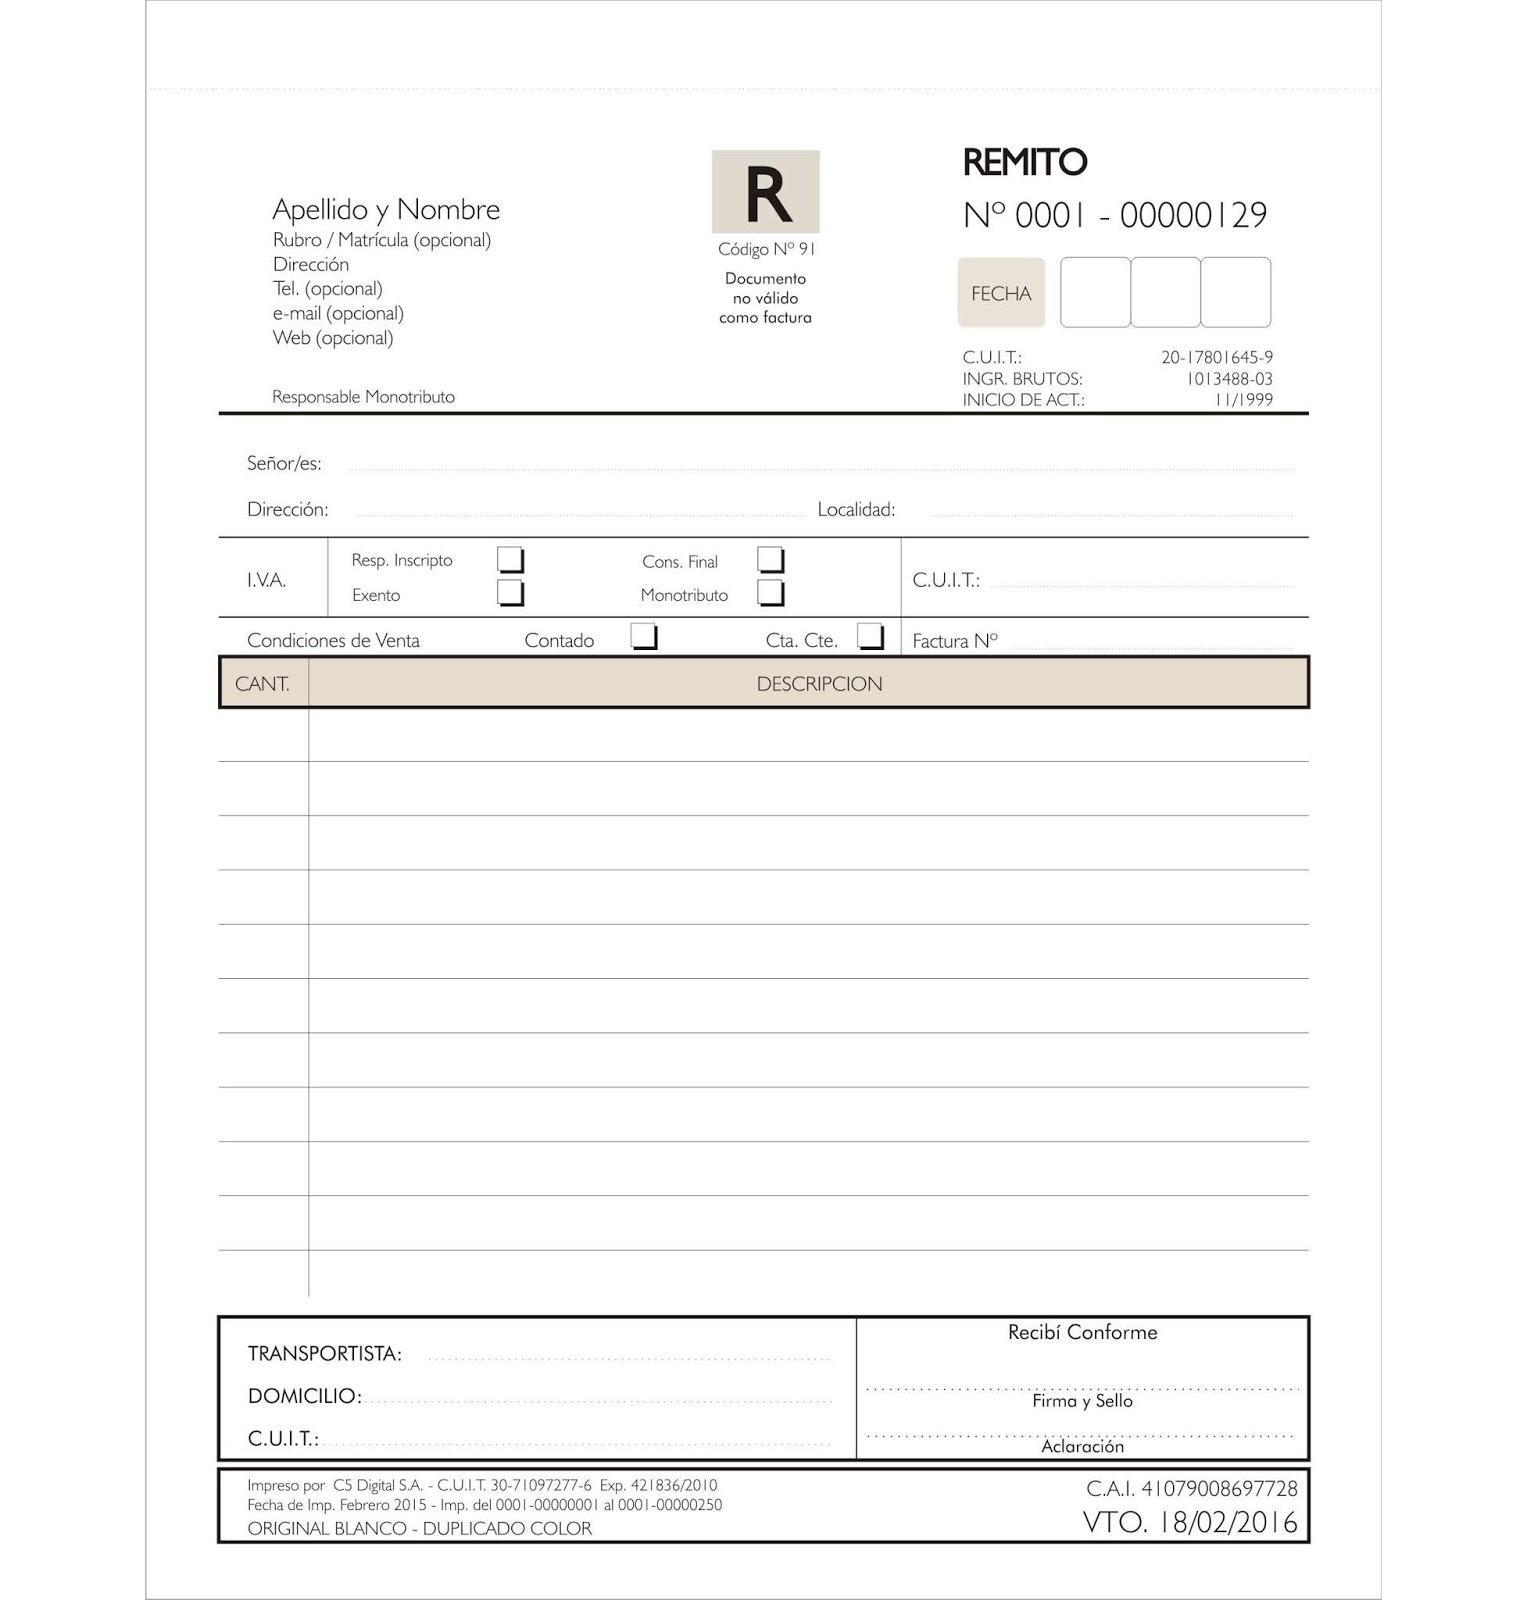 REMITO
R
Apellido y Nombre
Nº 0001 - 00000129
Rubro / Matrícula (opcional)
Código Nº 91
Dirección
Documento
no válido
como factura
Tel. (opcional)
FECHA
e-mail (opcional)
Web (opcional)
C.U.I.T.: 20-17801645-9
INGR. BRUTOS: 1013488-03
Responsable Monotributo
INICIO DE ACT.: 11/1999
Señor/es:
Dirección: Localidad:
I.V.A.
Resp. Inscripto Cons. Final
Exento Monotributo
C.U.I.T.:
Condiciones de Venta Contado Cta. Cte. Factura Nº
CANT. DESCRIPCION
TRANSPORTISTA:
DOMICILIO:
C.U.I.T.:
Recibí Conforme
Firma y Sello
Aclaración
Impreso por C5 Digital S.A. - C.U.I.T. 30-71097277-6 Exp. 421836/2010
Fecha de Imp. Febrero 2015 - Imp. del 0001-00000001 al 0001-00000250
ORIGINAL BLANCO - DUPLICADO COLOR
C.A.I. 41079008697728
VTO. 18/02/2016